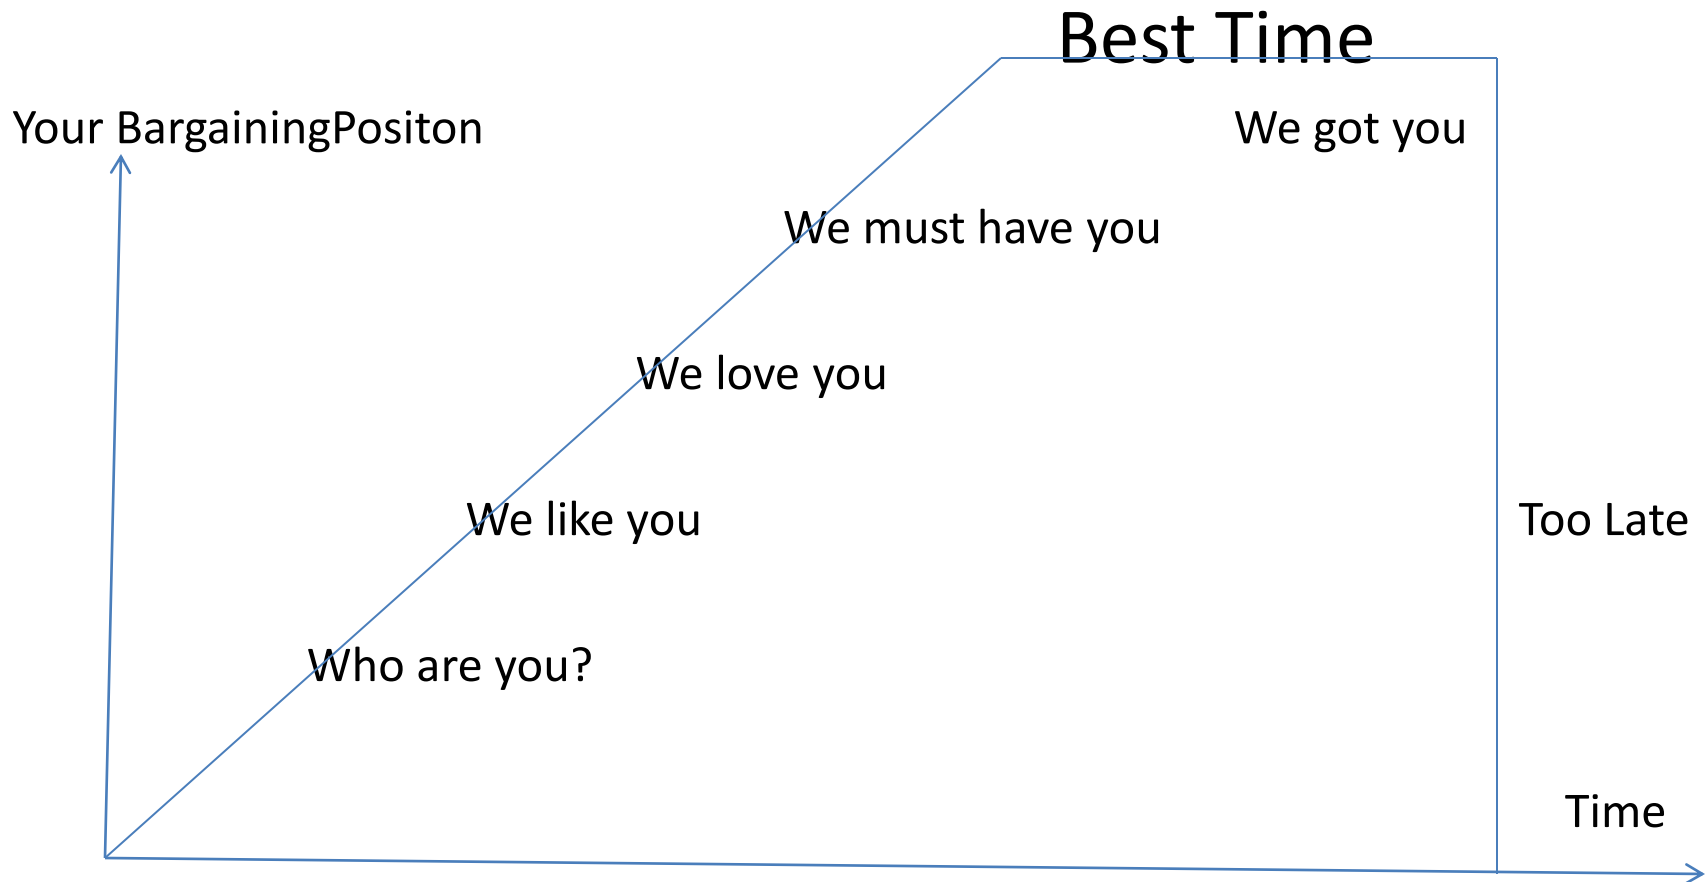 Best Time
Your BargainingPositon
We got you
We must have you
We love you
We like you
Too Late
Who are you?
Time